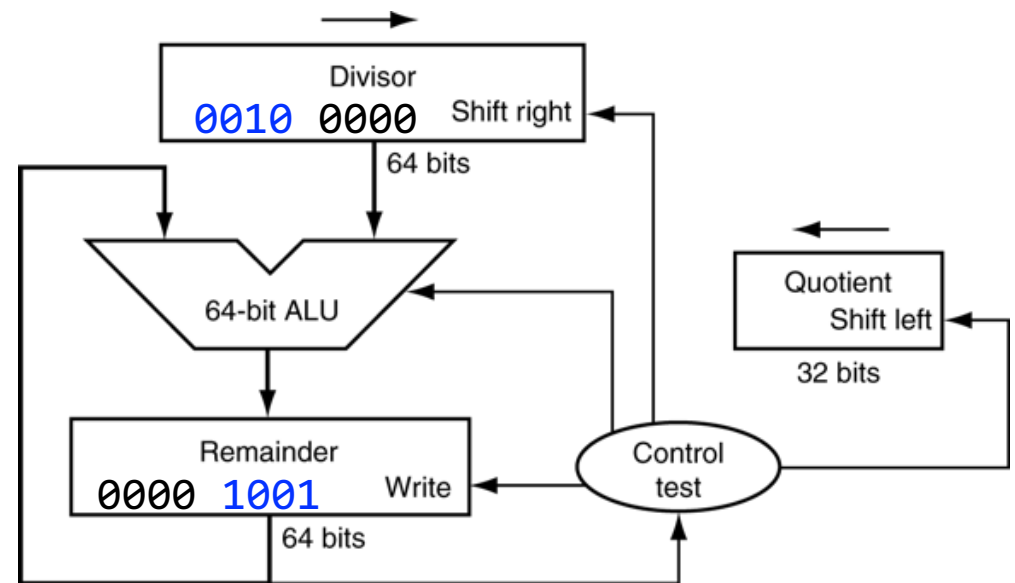 Divisor
0010 0000 Shift right
64 bits
64-bit ALU
Quotient
Shift left
32 bits
Remainder
0000 1001 Write
64 bits
Control
test